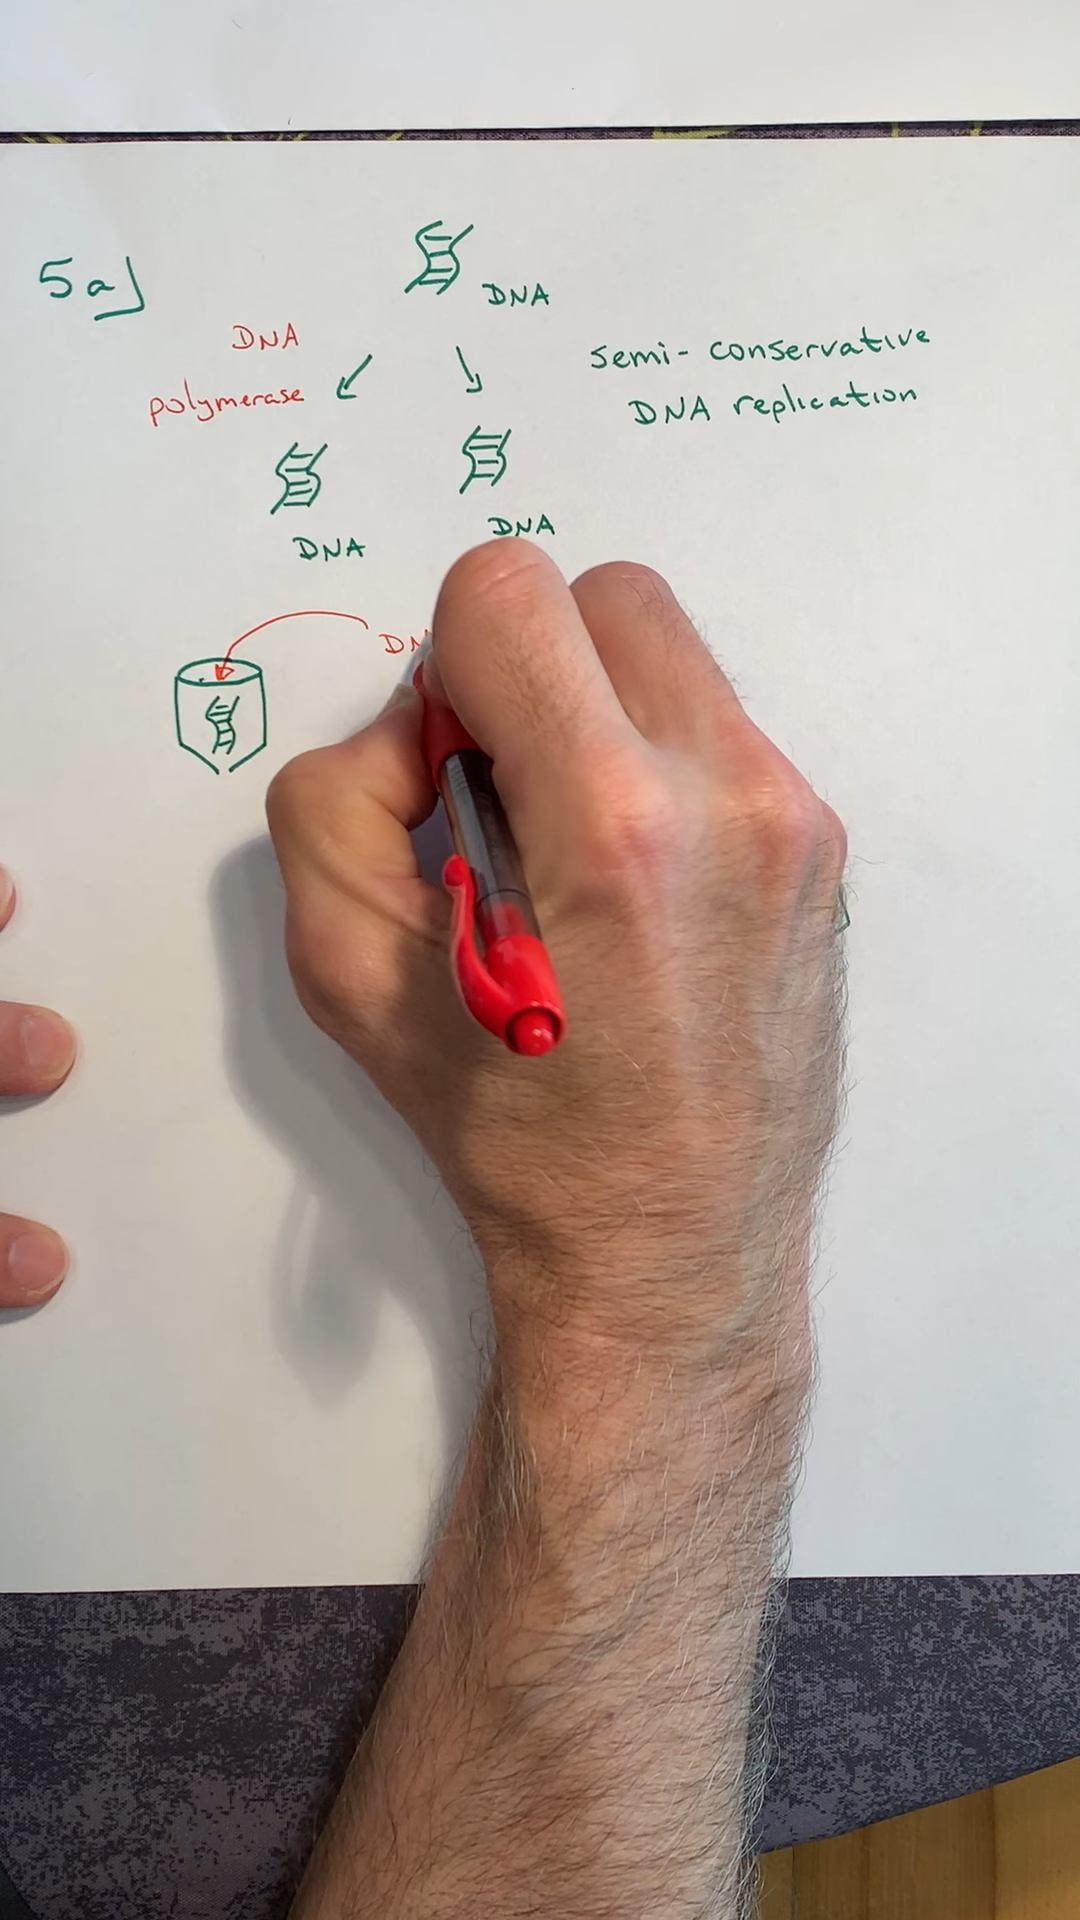 5a)
DNA
DNA
polymerase
semi-conservative
DNA replication
DNA
DNA